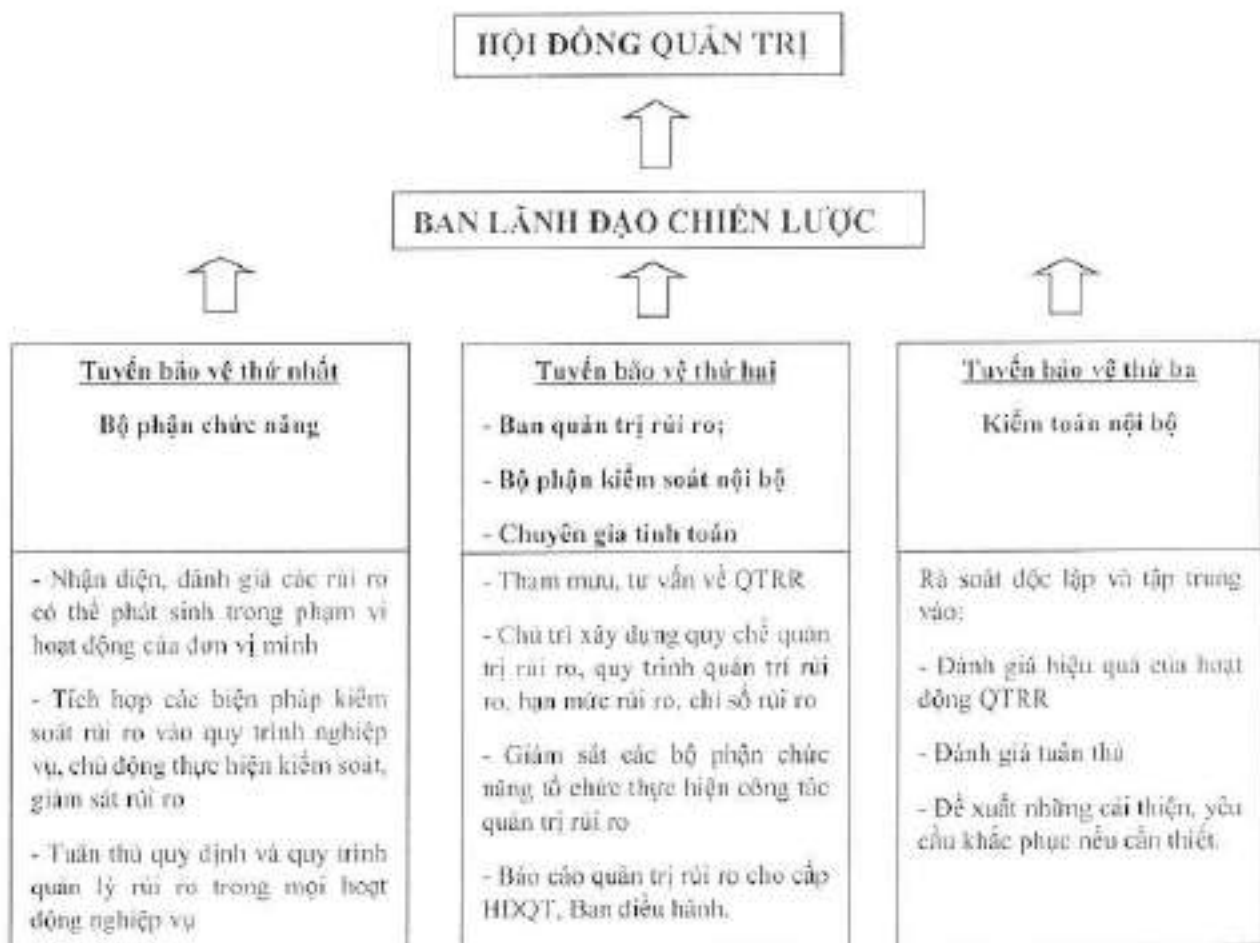 HỘI ĐỒNG QUẢN TRỊ
BAN LÃNH ĐẠO CHIẾN LƯỢC
Tuyến bảo vệ thứ nhất
Bộ phận chức năng
- Nhận diện, đánh giá các rủi ro
có thể phát sinh trong phạm vi
hoạt động của đơn vị mình
- Tích hợp các biện pháp kiểm
soát rủi ro vào quy trình nghiệp
vụ, chủ động thực hiện kiểm soát,
giám sát rủi ro
- Tuân thủ quy định và quy trình
quản lý rủi ro trong mọi hoạt
động nghiệp vụ
Tuyến bảo vệ thứ hai
- Ban quản trị rủi ro;
- Bộ phận kiểm soát nội bộ
- Chuyên gia tính toán
- Tham mưu, tư vấn về QTRR
- Chủ trì xây dựng quy chế quản
trị rủi ro, quy trình quản trí rủi
ro, hạn mức rủi ro, chỉ số rủi ro
- Giám sát các bộ phận chức
năng tổ chức thực hiện công tác
quản trị rủi ro
- Báo cáo quản trị rủi ro cho cấp
HĐQT, Ban điều hành.
Tuyến bảo vệ thứ ba
Kiểm toán nội bộ
Rà soát độc lập và tập trung
vào:
- Đánh giá hiệu quả của hoạt
động QTRR
- Đánh giá tuân thủ
- Đề xuất những cải thiện, yêu
cầu khắc phục nếu cần thiết.